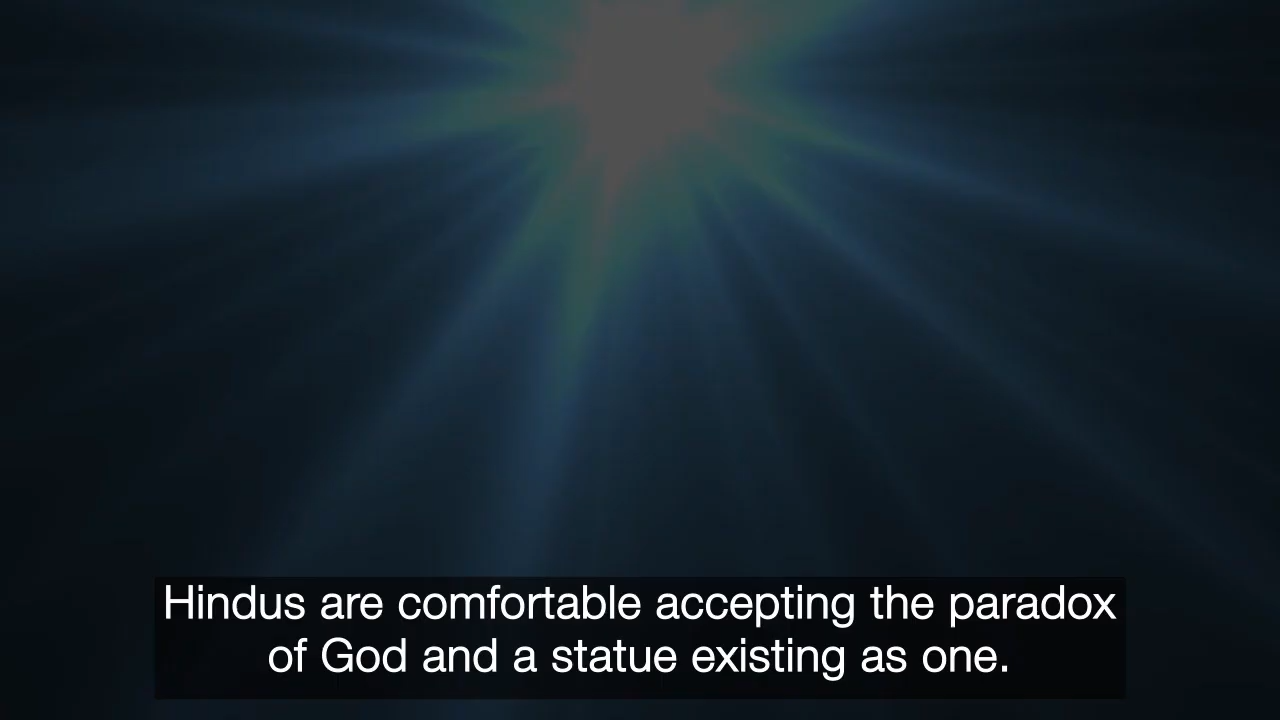 Hindus are comfortable accepting the paradox
of God and a statue existing as one.